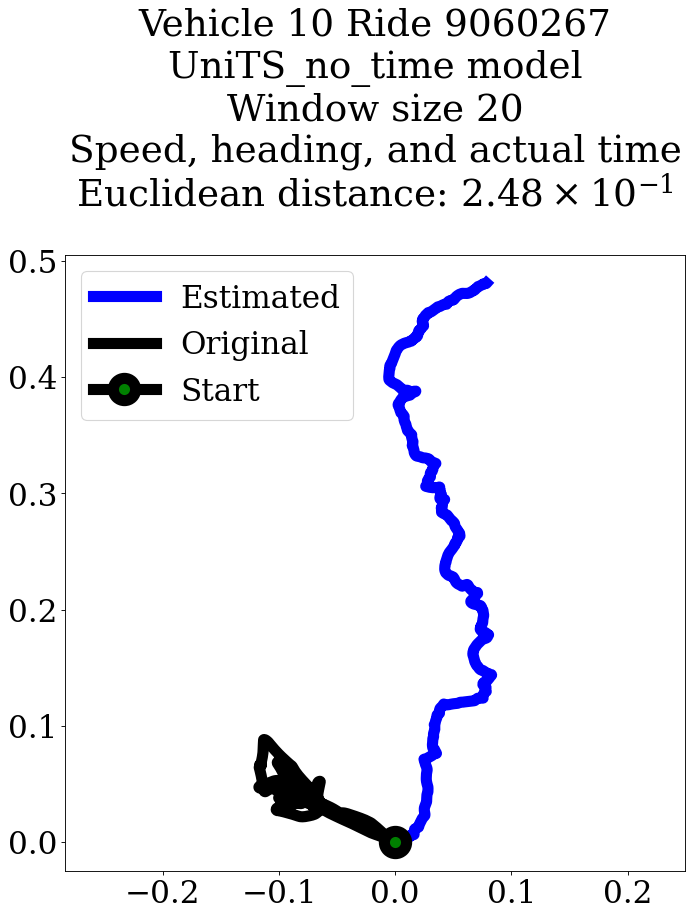 Vehicle 10 Ride 9060267
UniTS_no_time model
Window size 20
Speed, heading, and actual time
Euclidean distance: 2.48 × 10⁻¹
0.5
Estimated
Original
0.4
Start
0.3
0.2
0.1
0.0
−0.2 −0.1 0.0 0.1 0.2